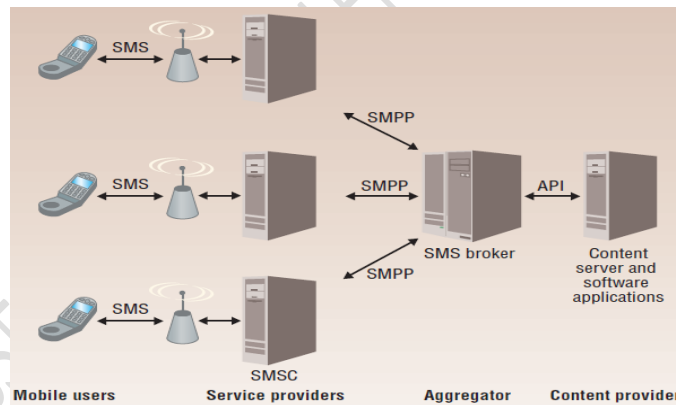 SMS
SMPP
SMS
SMPP
API
SMS broker
Content
server and
software
applications
SMPP
SMS
SMSC
Mobile users
Service providers
Aggregator
Content provider